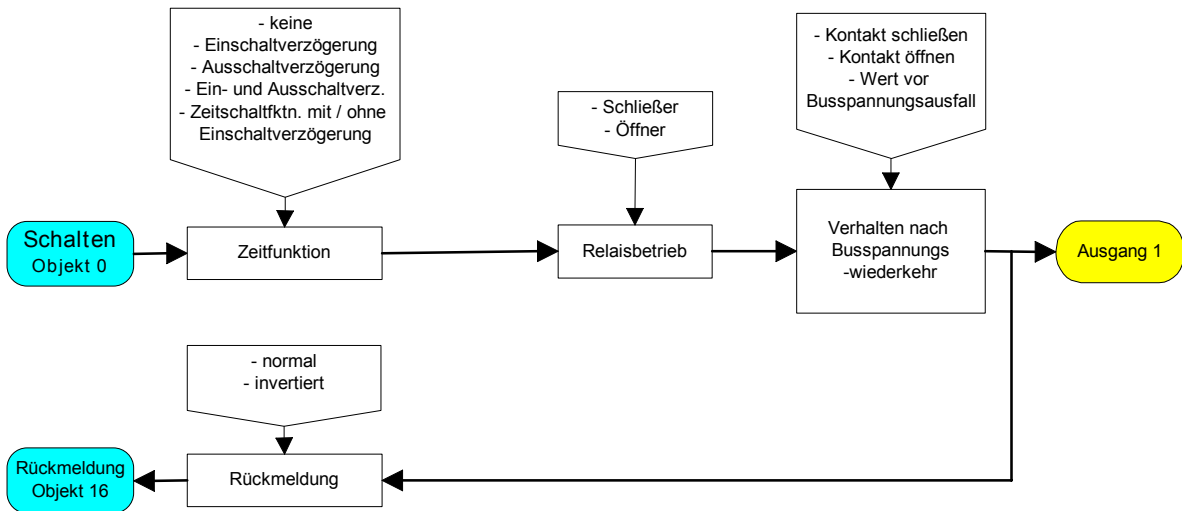 - keine
- Einschaltverzögerung
- Ausschaltverzögerung
- Ein- und Ausschaltverz.
- Zeitschaltfktn. mit / ohne
Einschaltverzögerung
- Schließer
- Öffner
- Kontakt schließen
- Kontakt öffnen
- Wert vor
Busspannungsausfall
Schalten
Objekt 0
Zeitfunktion
Relaisbetrieb
Verhalten nach
Busspannungs
-wiederkehr
Ausgang 1
- normal
- invertiert
Rückmeldung
Objekt 16
Rückmeldung